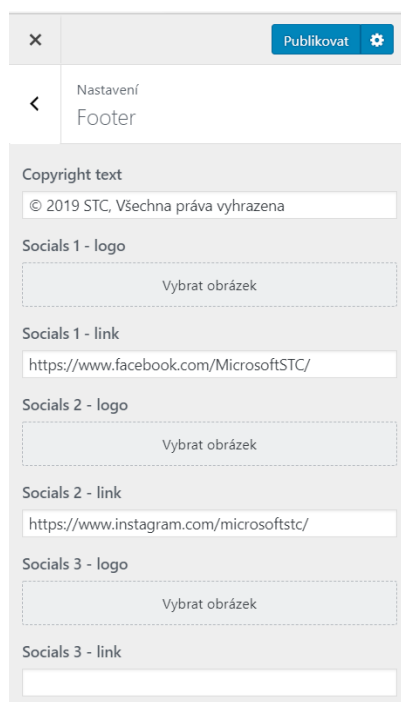 Publikovat
Nastavení
Footer
Copyright text
© 2019 STC, Všechna práva vyhrazena
Socials 1 - logo
Vybrat obrázek
Socials 1 - link
https://www.facebook.com/MicrosoftSTC/
Socials 2 - logo
Vybrat obrázek
Socials 2 - link
https://www.instagram.com/microsoftstc/
Socials 3 - logo
Vybrat obrázek
Socials 3 - link